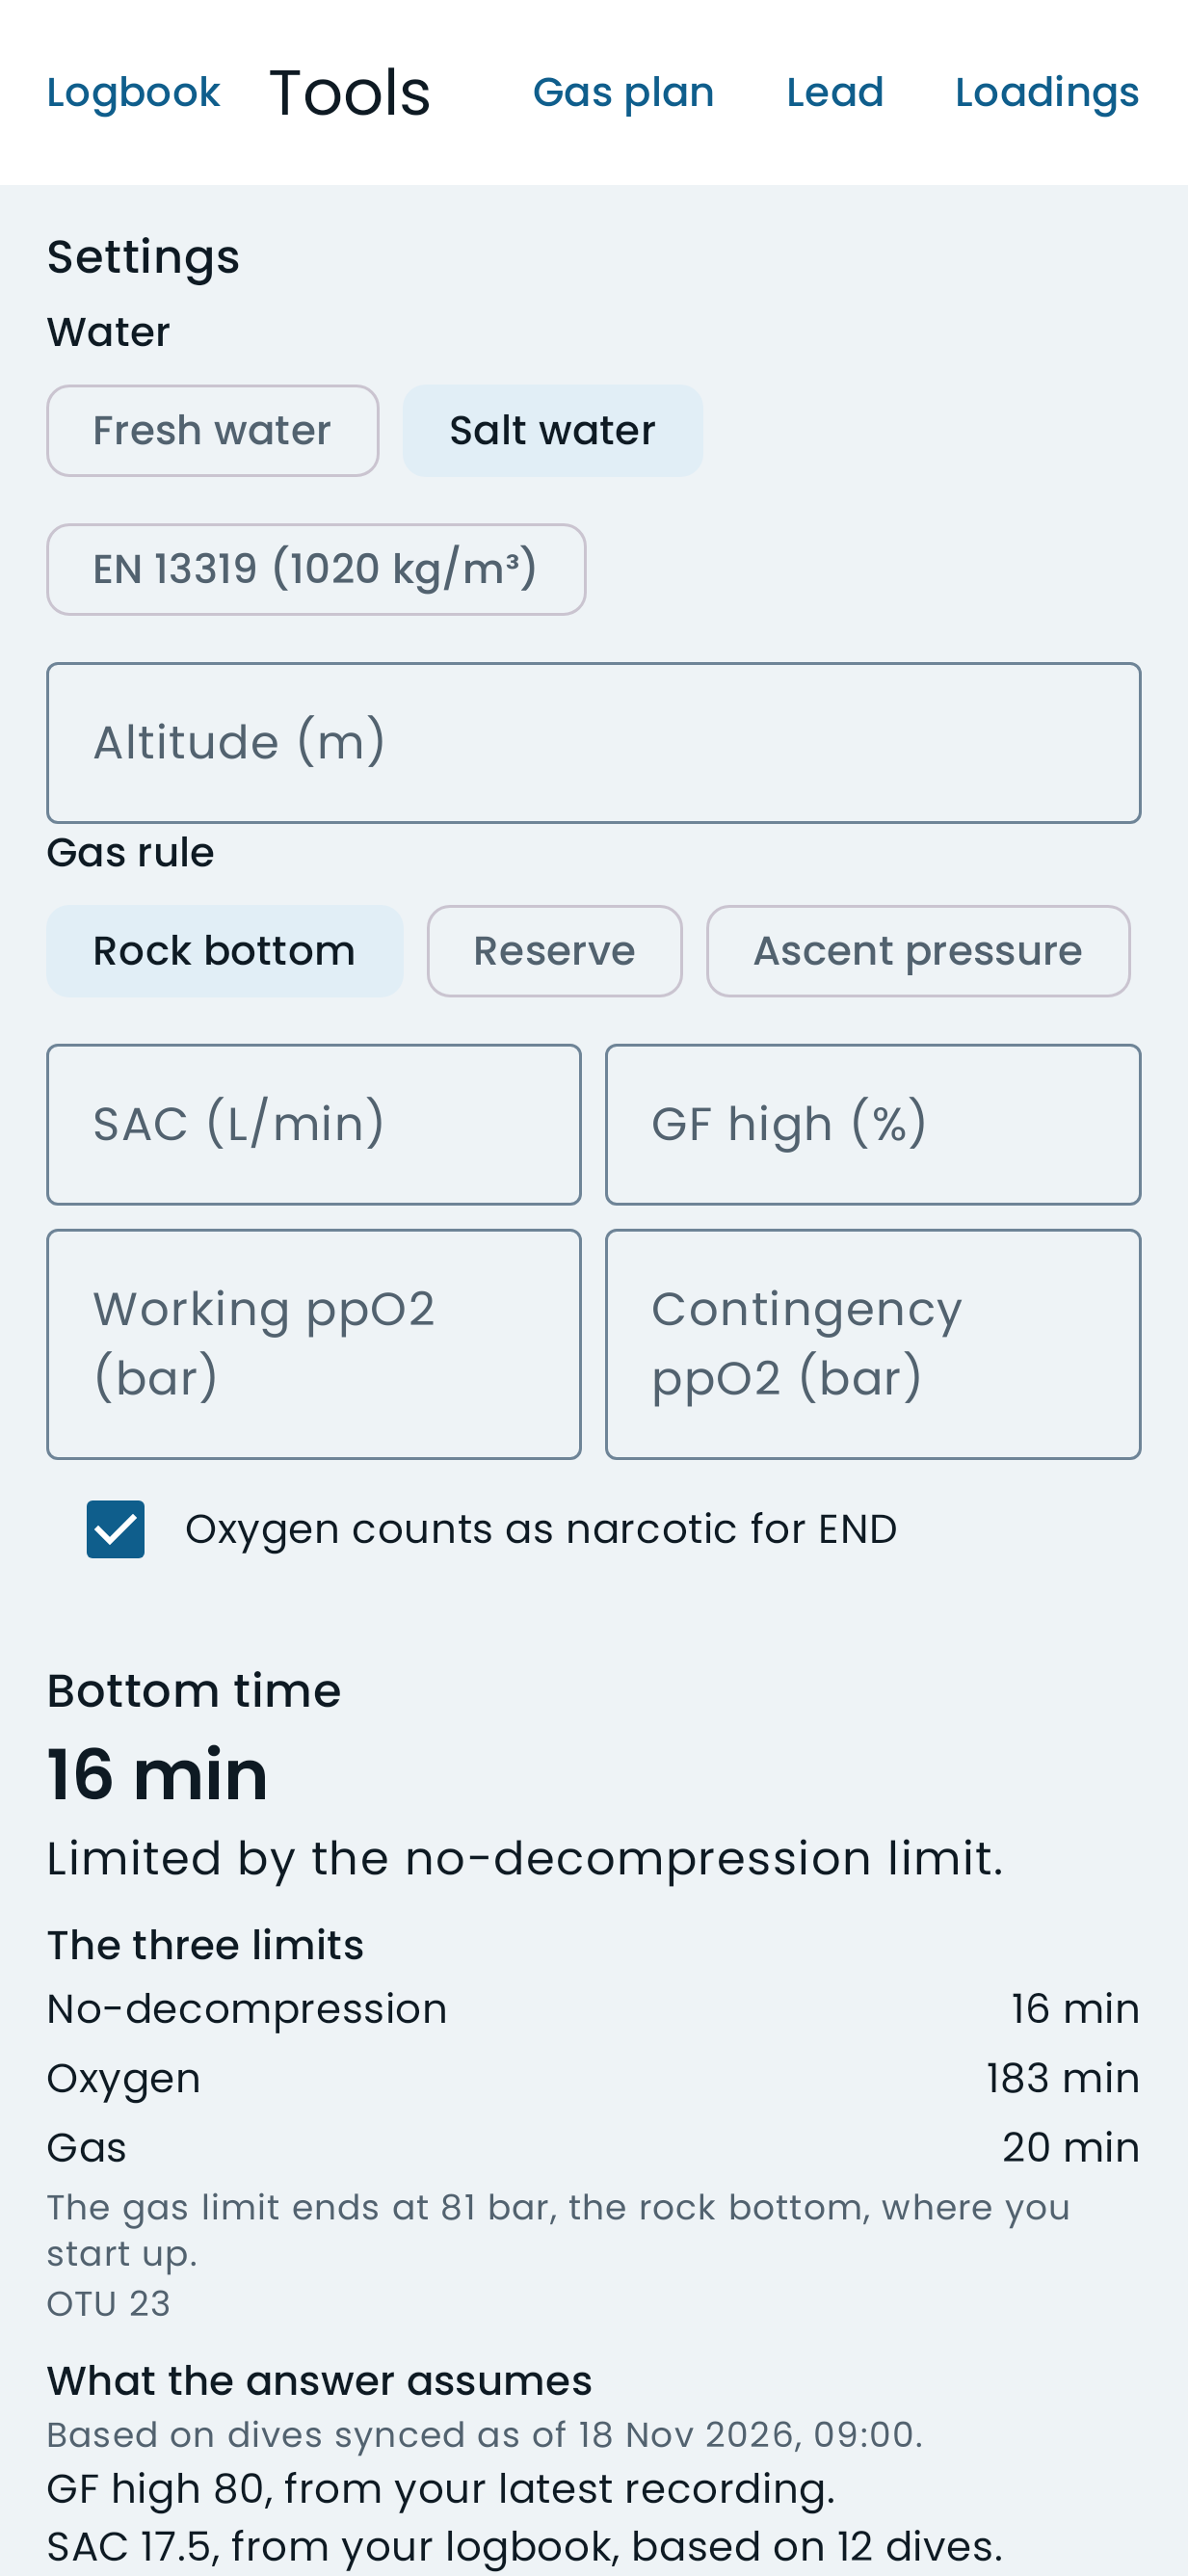 Logbook Tools Gas plan Lead Loadings
Settings
Water
Fresh water Salt water
EN 13319 (1020 kg/m³)
Altitude (m)
Gas rule
Rock bottom Reserve Ascent pressure
SAC (L/min) GF high (%)
Working ppO2 (bar)
Contingency ppO2 (bar)
Oxygen counts as narcotic for END
Bottom time
16 min
Limited by the no-decompression limit.
The three limits
No-decompression 16 min
Oxygen 183 min
Gas 20 min
The gas limit ends at 81 bar, the rock bottom, where you
start up.
OTU 23
What the answer assumes
Based on dives synced as of 18 Nov 2026, 09:00.
GF high 80, from your latest recording.
SAC 17.5, from your logbook, based on 12 dives.